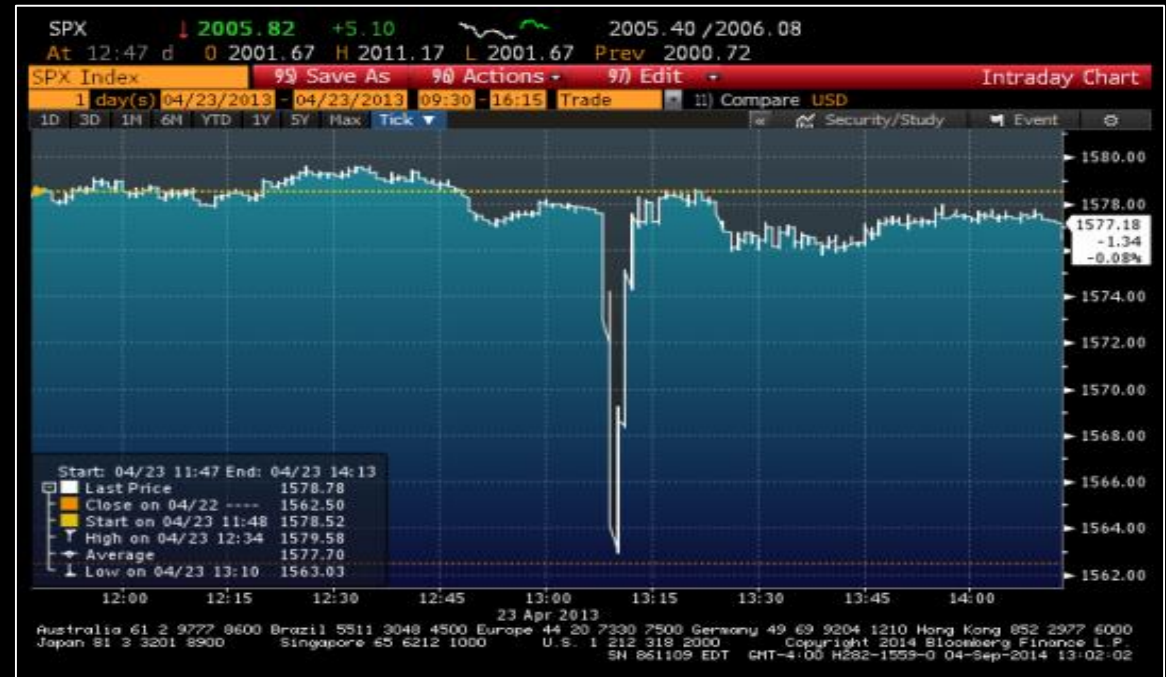 SPX ↓ 2005.82 +5.10 2005.40 / 2006.08
At 12:47 d O 2001.67 H 2011.17 L 2001.67 Prev 2000.72
SPX Index 95) Save As 96) Actions 97) Edit Intraday Chart
1 day(s) 04/23/2013 - 04/23/2013 09:30 - 16:15 Trade 11) Compare USD
1D 3D 1M 6M YTD 1Y 5Y Max Tick ▼ « Security/Study Event
1580.00
1578.00
1577.18
-1.34
-0.08%
1574.00
1572.00
1570.00
1568.00
1566.00
1564.00
1562.00
Start: 04/23 11:47 End: 04/23 14:13
Last Price 1578.78
Close on 04/22 ---- 1562.50
Start on 04/23 11:48 1578.52
High on 04/23 12:34 1579.58
Average 1577.70
Low on 04/23 13:10 1563.03
12:00 12:15 12:30 12:45 13:00 13:15 13:30 13:45 14:00
23 Apr 2013
Australia 61 2 9777 8600 Brazil 5511 3048 4500 Europe 44 20 7330 7500 Germany 49 69 9204 1210 Hong Kong 852 2977 6000
Japan 81 3 3201 8900 Singapore 65 6212 1000 U.S. 1 212 318 2000 Copyright 2014 Bloomberg Finance L.P.
SN 861109 EDT GMT-4:00 H282-1559-0 04-Sep-2014 13:02:02